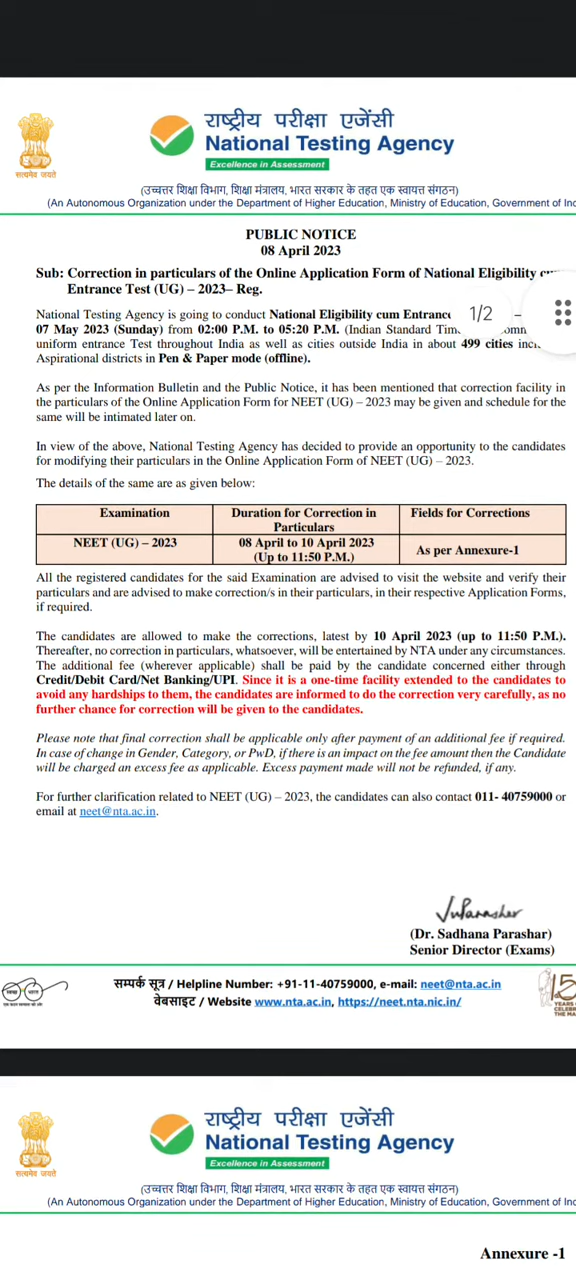 राष्ट्रीय परीक्षा एजेंसी
National Testing Agency
Excellence in Assessment
सत्यमेव जयते
(उच्चतर शिक्षा विभाग, शिक्षा मंत्रालय, भारत सरकार के तहत एक स्वायत्त संगठन)
(An Autonomous Organization under the Department of Higher Education, Ministry of Education, Government of
PUBLIC NOTICE
08 April 2023
Sub: Correction in particulars of the Online Application Form of National Eligibility
Entrance Test (UG) – 2023– Reg.
National Testing Agency is going to conduct National Eligibility cum
1/2 –
07 May 2023 (Sunday) from 02:00 P.M. to 05:20 P.M. (Indian Standard
uniform entrance Test throughout India as well as cities outside India in about 499 cities
Aspirational districts in Pen & Paper mode (offline).
As per the Information Bulletin and the Public Notice, it has been mentioned that correction facility in
the particulars of the Online Application Form for NEET (UG) – 2023 may be given and schedule for the
same will be intimated later on.
In view of the above, National Testing Agency has decided to provide an opportunity to the candidates
for modifying their particulars in the Online Application Form of NEET (UG) – 2023.
The details of the same are as given below:
Examination Duration for Correction in Particulars Fields for Corrections
NEET (UG) – 2023 08 April to 10 April 2023 (Up to 11:50 P.M.) As per Annexure-1
All the registered candidates for the said Examination are advised to visit the website and verify their
particulars and are advised to make correction/s in their particulars, in their respective Application Forms,
if required.
The candidates are allowed to make the corrections, latest by 10 April 2023 (up to 11:50 P.M.).
Thereafter, no correction in particulars, whatsoever, will be entertained by NTA under any circumstances.
The additional fee (wherever applicable) shall be paid by the candidate concerned either through
Credit/Debit Card/Net Banking/UPI. Since it is a one-time facility extended to the candidates to
avoid any hardships to them, the candidates are informed to do the correction very carefully, as no
further chance for correction will be given to the candidates.
Please note that final correction shall be applicable only after payment of an additional fee if required.
In case of change in Gender, Category, or PwD, if there is an impact on the fee amount then the Candidate
will be charged an excess fee as applicable. Excess payment made will not be refunded, if any.
For further clarification related to NEET (UG) – 2023, the candidates can also contact 011- 40759000 or
email at neet@nta.ac.in.
(Dr. Sadhana Parashar)
Senior Director (Exams)
सम्पर्क सूत्र / Helpline Number: +91-11-40759000, e-mail: neet@nta.ac.in
वेबसाइट / Website www.nta.ac.in, https://neet.nta.nic.in/
15
YEARS
राष्ट्रीय परीक्षा एजेंसी
National Testing Agency
Excellence in Assessment
सत्यमेव जयते
(उच्चतर शिक्षा विभाग, शिक्षा मंत्रालय, भारत सरकार के तहत एक स्वायत्त संगठन)
(An Autonomous Organization under the Department of Higher Education, Ministry of Education, Government of
Annexure -1